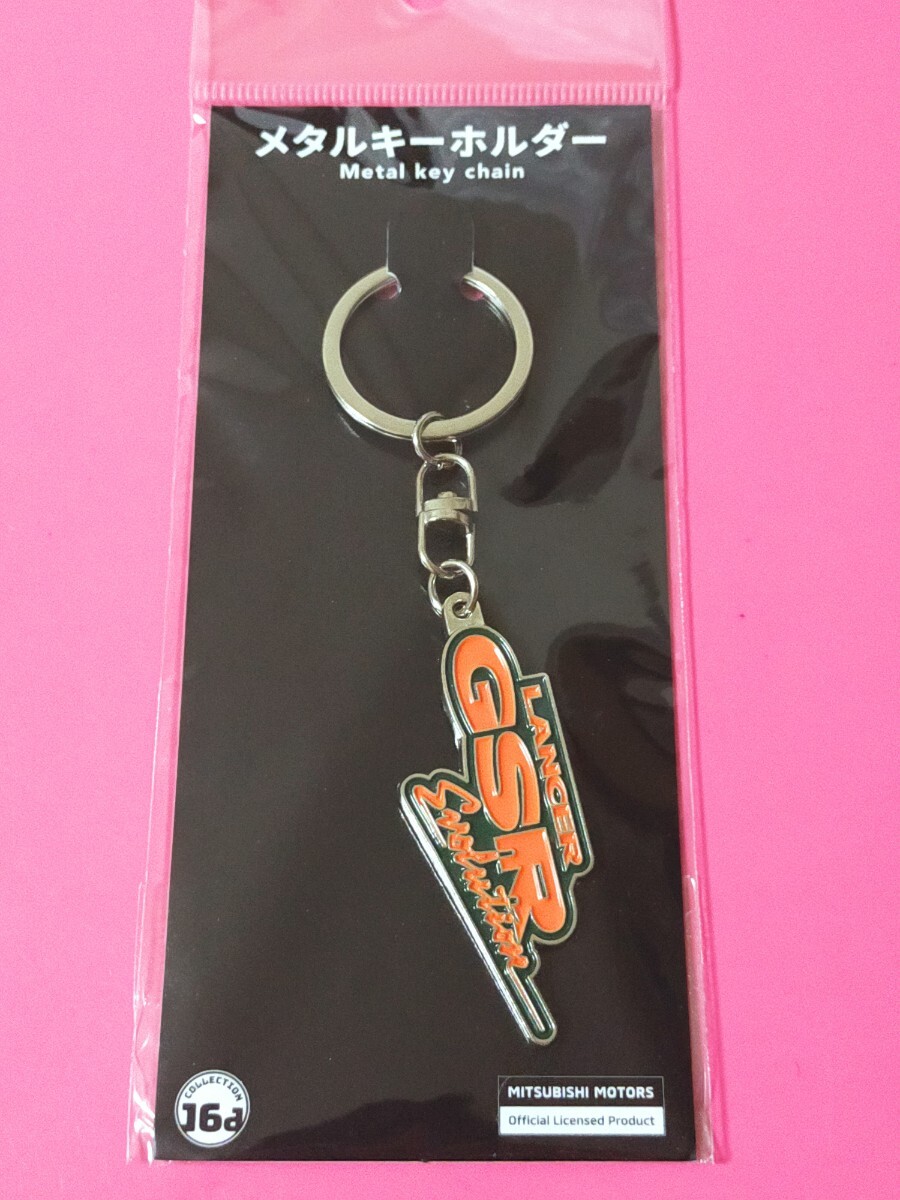 メタルキーホルダー
Metal key chain
LANCER
GSR
Evolution
COLLECTION
MITSUBISHI MOTORS
Official Licensed Product